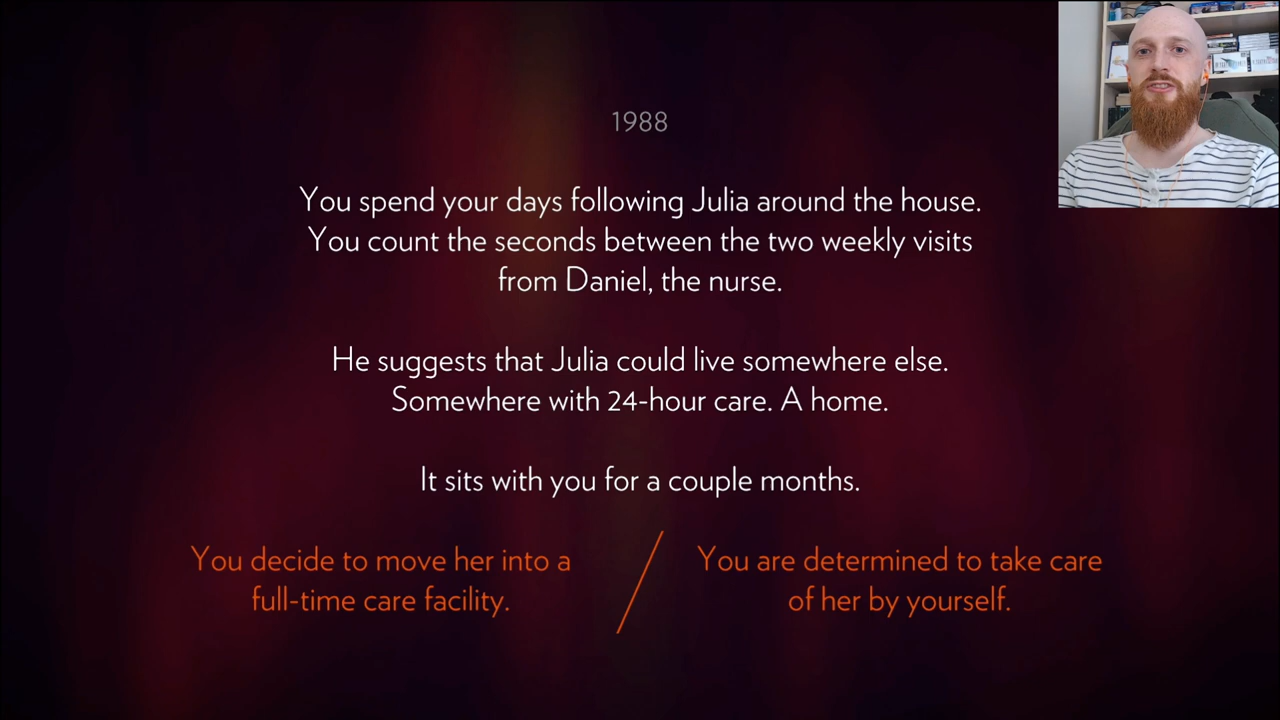 1988
You spend your days following Julia around the house.
You count the seconds between the two weekly visits
from Daniel, the nurse.
He suggests that Julia could live somewhere else.
Somewhere with 24-hour care. A home.
It sits with you for a couple months.
You decide to move her into a
full-time care facility.
/
You are determined to take care
of her by yourself.